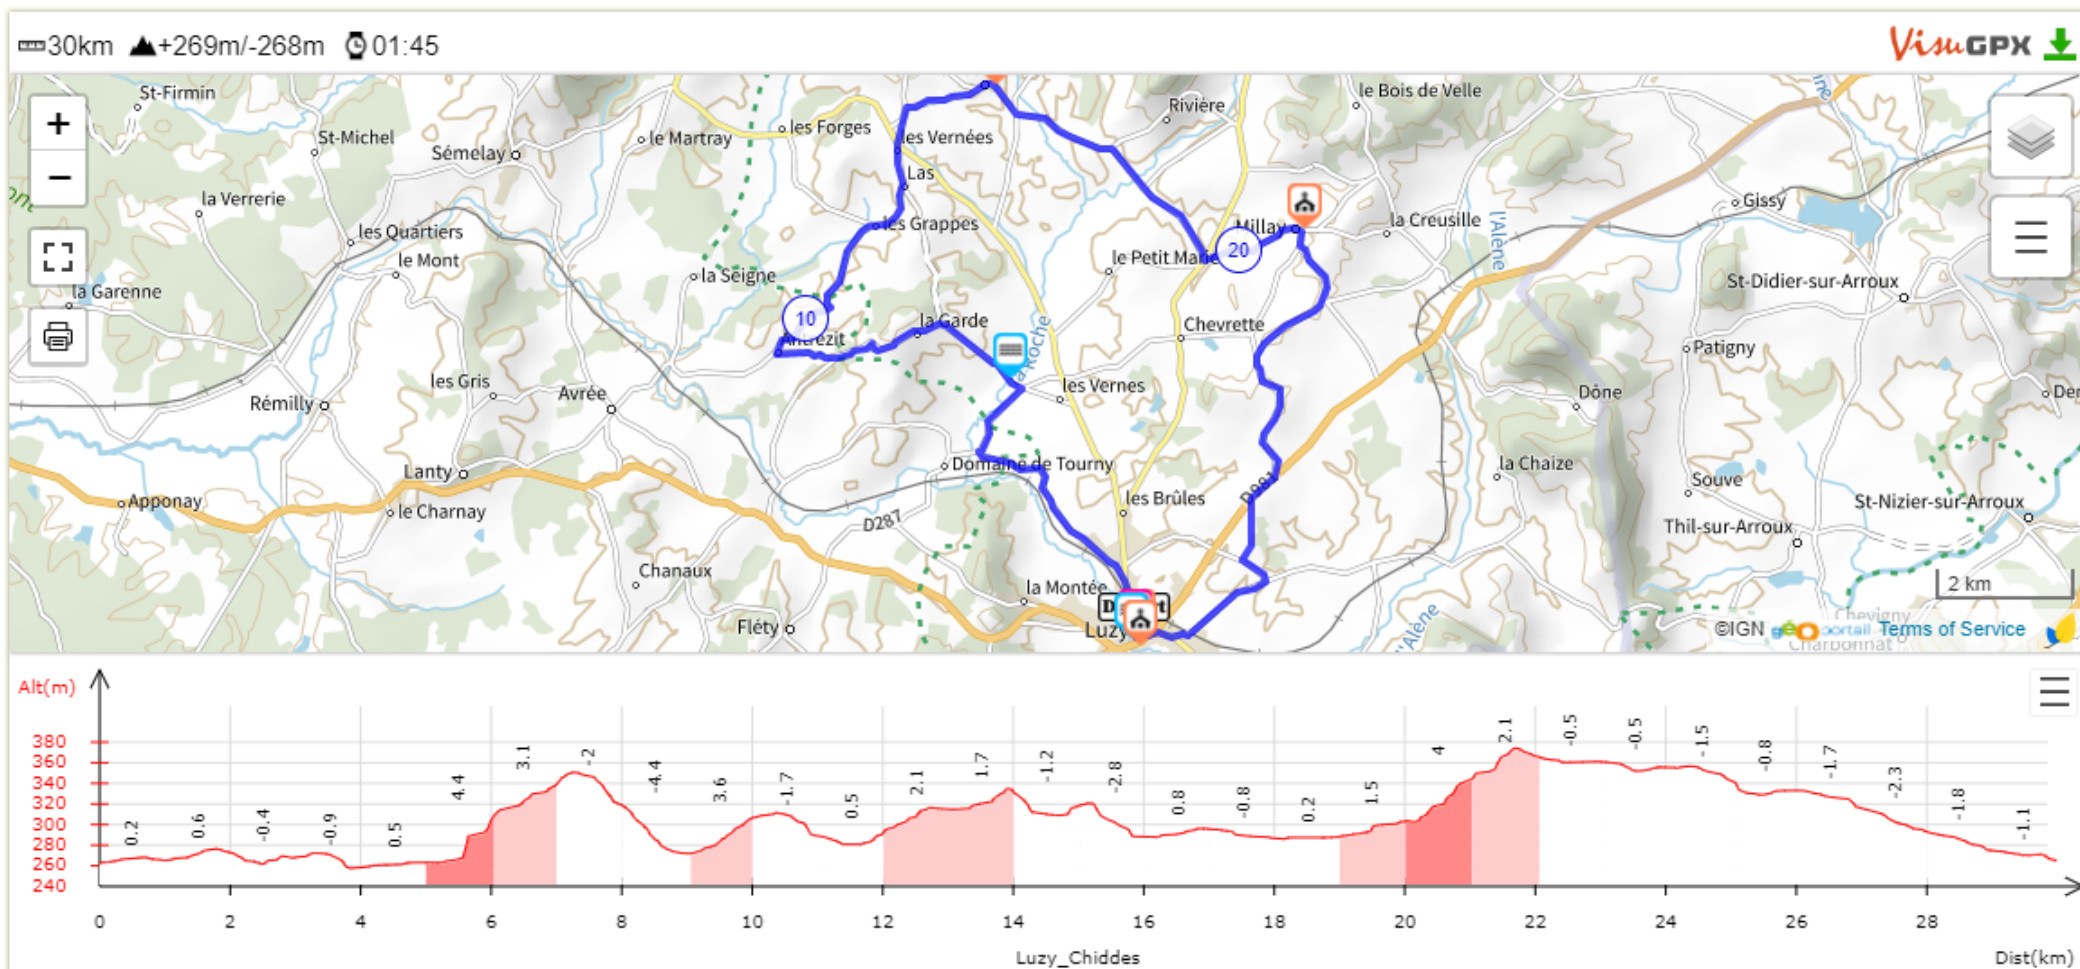 30km +269m/-268m 01:45
VisuGPX
St-Firmin
St-Michel
Sémelay
le Martray
les Forges
les Vernées
Las
les Grappes
Rivière
le Bois de Velle
la Verrerie
les Quartiers
le Mont
la Garenne
la Seigne
le Petit Marié
Millay
la Creusille
l'Alène
Gissy
St-Didier-sur-Arroux
10
20
Antrezit
la Garde
Roche
Chevrette
Patigny
les Gris
Avrée
les Vernes
Dône
Rémilly
Lanty
Domaine de Tourny
la Chaize
Souve
Apponay
le Charnay
D287
les Brûles
D981
St-Nizier-sur-Arroux
Thil-sur-Arroux
Chanaux
la Montée
2 km
Fléty
Luzy
l'Alène
©IGN géoportail Terms of Service
Chevigny
Charbonnat
Alt(m)
380
360
340
320
300
280
260
240
0.2 0.6 -0.4 -0.9 0.5 4.4 3.1 -2 -4.4 3.6 -1.7 0.5 2.1 1.7 -1.2 -2.8 0.8 -0.8 0.2 1.5 4 2.1 -0.5 -0.5 -1.5 -0.8 -1.7 -2.3 -1.8 -1.1
0 2 4 6 8 10 12 14 16 18 20 22 24 26 28
Luzy_Chiddes
Dist(km)